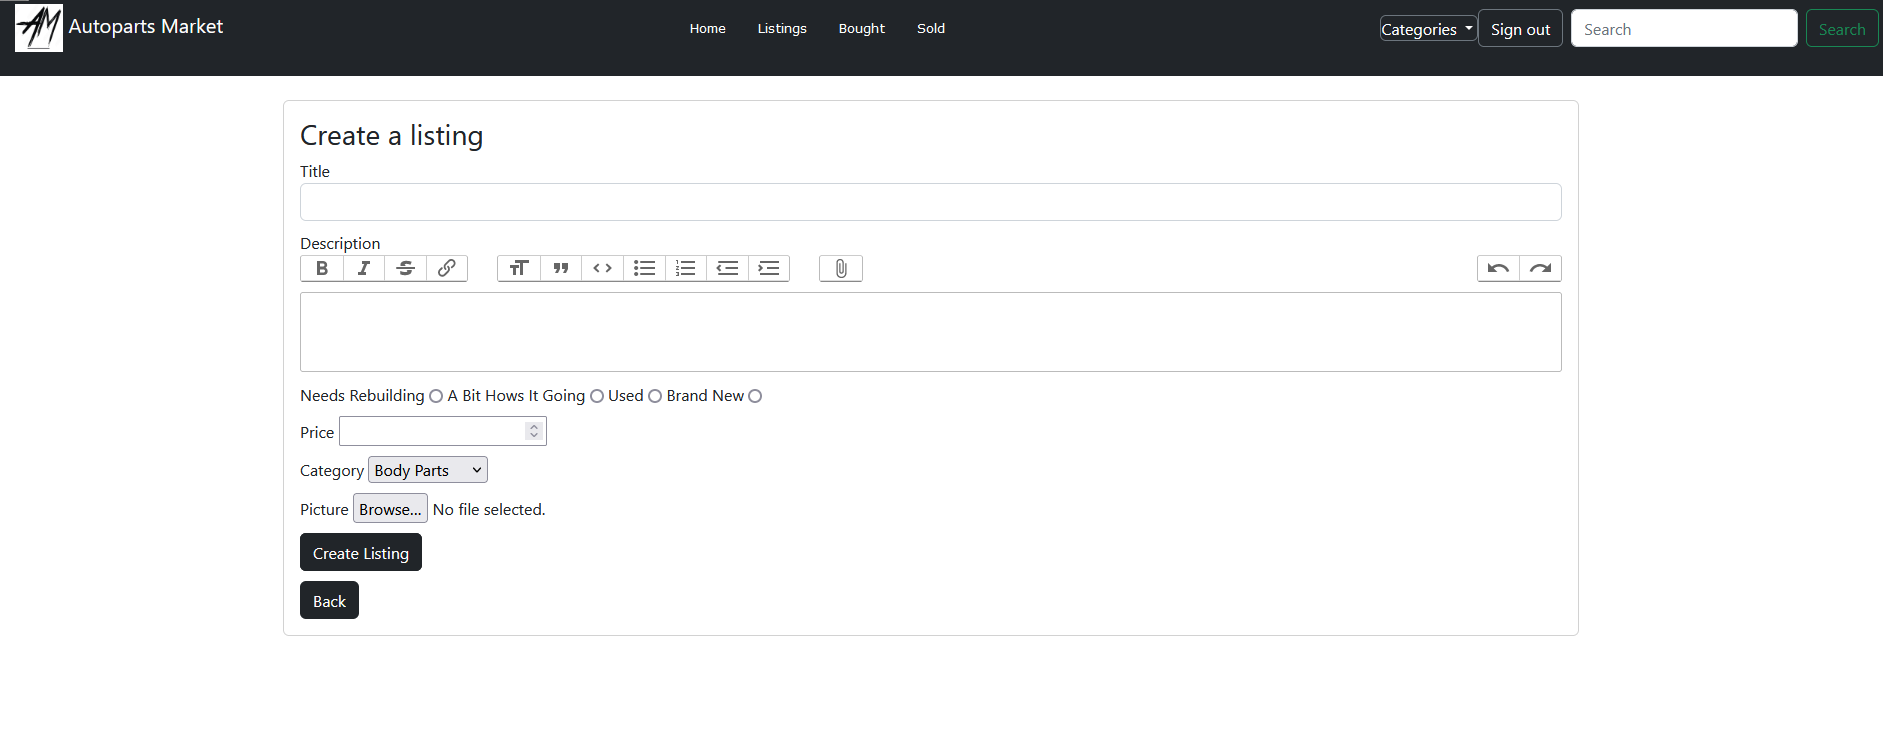 AM Autoparts Market Home Listings Bought Sold Categories Sign out Search Search
Create a listing
Title
Description
Needs Rebuilding A Bit Hows It Going Used Brand New
Price
Category Body Parts
Picture Browse... No file selected.
Create Listing
Back